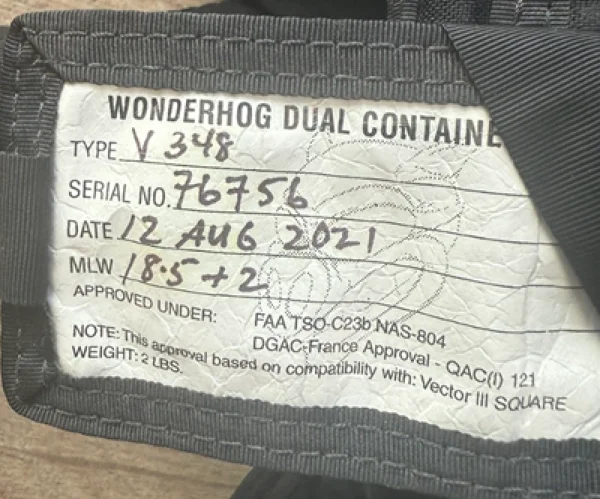 WONDERHOG DUAL CONTAINE
TYPE V 348
SERIAL NO. 76756
DATE 12 AUG 2021
MLW 18.5 + 2
APPROVED UNDER: FAA TSO-C23b NAS-804
DGAC-France Approval - QAC(I) 121
NOTE: This approval based on compatibility with: Vector III SQUARE
WEIGHT: 2 LBS.